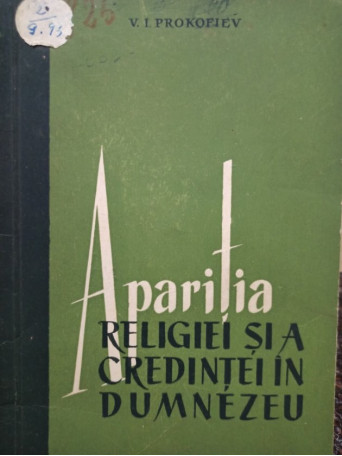 V. I. PROKOFIEV
Apariția
RELIGIEI ȘI A
CREDINȚEI ÎN
DUMNEZEU